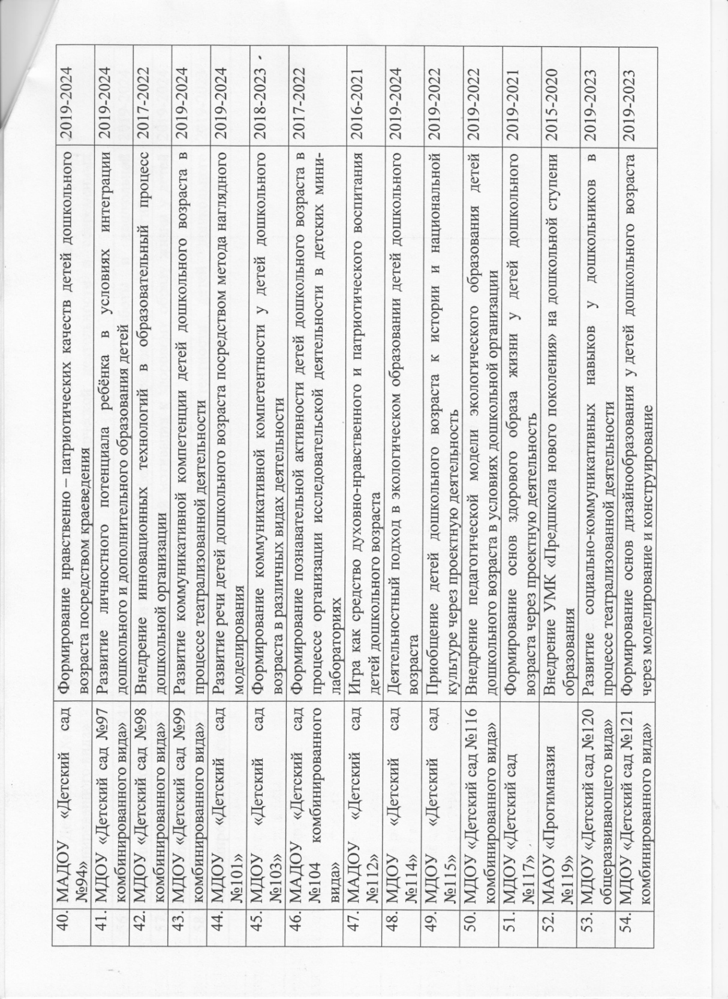 40. МАДОУ «Детский сад №94» Формирование нравственно – патриотических качеств детей дошкольного 2019-2024
возраста посредством краеведения
41. МДОУ «Детский сад №97 Развитие личностного потенциала ребёнка в условиях интеграции 2019-2024
комбинированного вида» дошкольного и дополнительного образования детей
42. МДОУ «Детский сад №98 Внедрение инновационных технологий в образовательный процесс 2017-2022
комбинированного вида» дошкольной организации
43. МДОУ «Детский сад №99 Развитие коммуникативной компетенции детей дошкольного возраста в 2019-2024
комбинированного вида» процессе театрализованной деятельности
44. МДОУ «Детский сад Развитие речи детей дошкольного возраста посредством метода наглядного 2019-2024
№101» моделирования
45. МДОУ «Детский сад Формирование коммуникативной компетентности у детей дошкольного 2018-2023
№103» возраста в различных видах деятельности
46. МАДОУ «Детский сад Формирование познавательной активности детей дошкольного возраста в 2017-2022
№104 комбинированного процессе организации исследовательской деятельности в детских мини-
вида» лабораториях
47. МАДОУ «Детский сад Игра как средство духовно-нравственного и патриотического воспитания 2016-2021
№112» детей дошкольного возраста
48. МДОУ «Детский сад Деятельностный подход в экологическом образовании детей дошкольного 2019-2024
№114» возраста
49. МДОУ «Детский сад Приобщение детей дошкольного возраста к истории и национальной 2019-2022
№115» культуре через проектную деятельность
50. МДОУ «Детский сад №116 Внедрение педагогической модели экологического образования детей 2019-2022
комбинированного вида» дошкольного возраста в условиях дошкольной организации
51. МДОУ «Детский сад Формирование основ здорового образа жизни у детей дошкольного 2019-2021
№117» возраста через проектную деятельность
52. МАОУ «Прогимназия Внедрение УМК «Предшкола нового поколения» на дошкольной ступени 2015-2020
№119» образования
53. МДОУ «Детский сад №120 Развитие социально-коммуникативных навыков у дошкольников в 2019-2023
общеразвивающего вида» процессе театрализованной деятельности
54. МДОУ «Детский сад №121 Формирование основ дизайнообразования у детей дошкольного возраста 2019-2023
комбинированного вида» через моделирование и конструирование